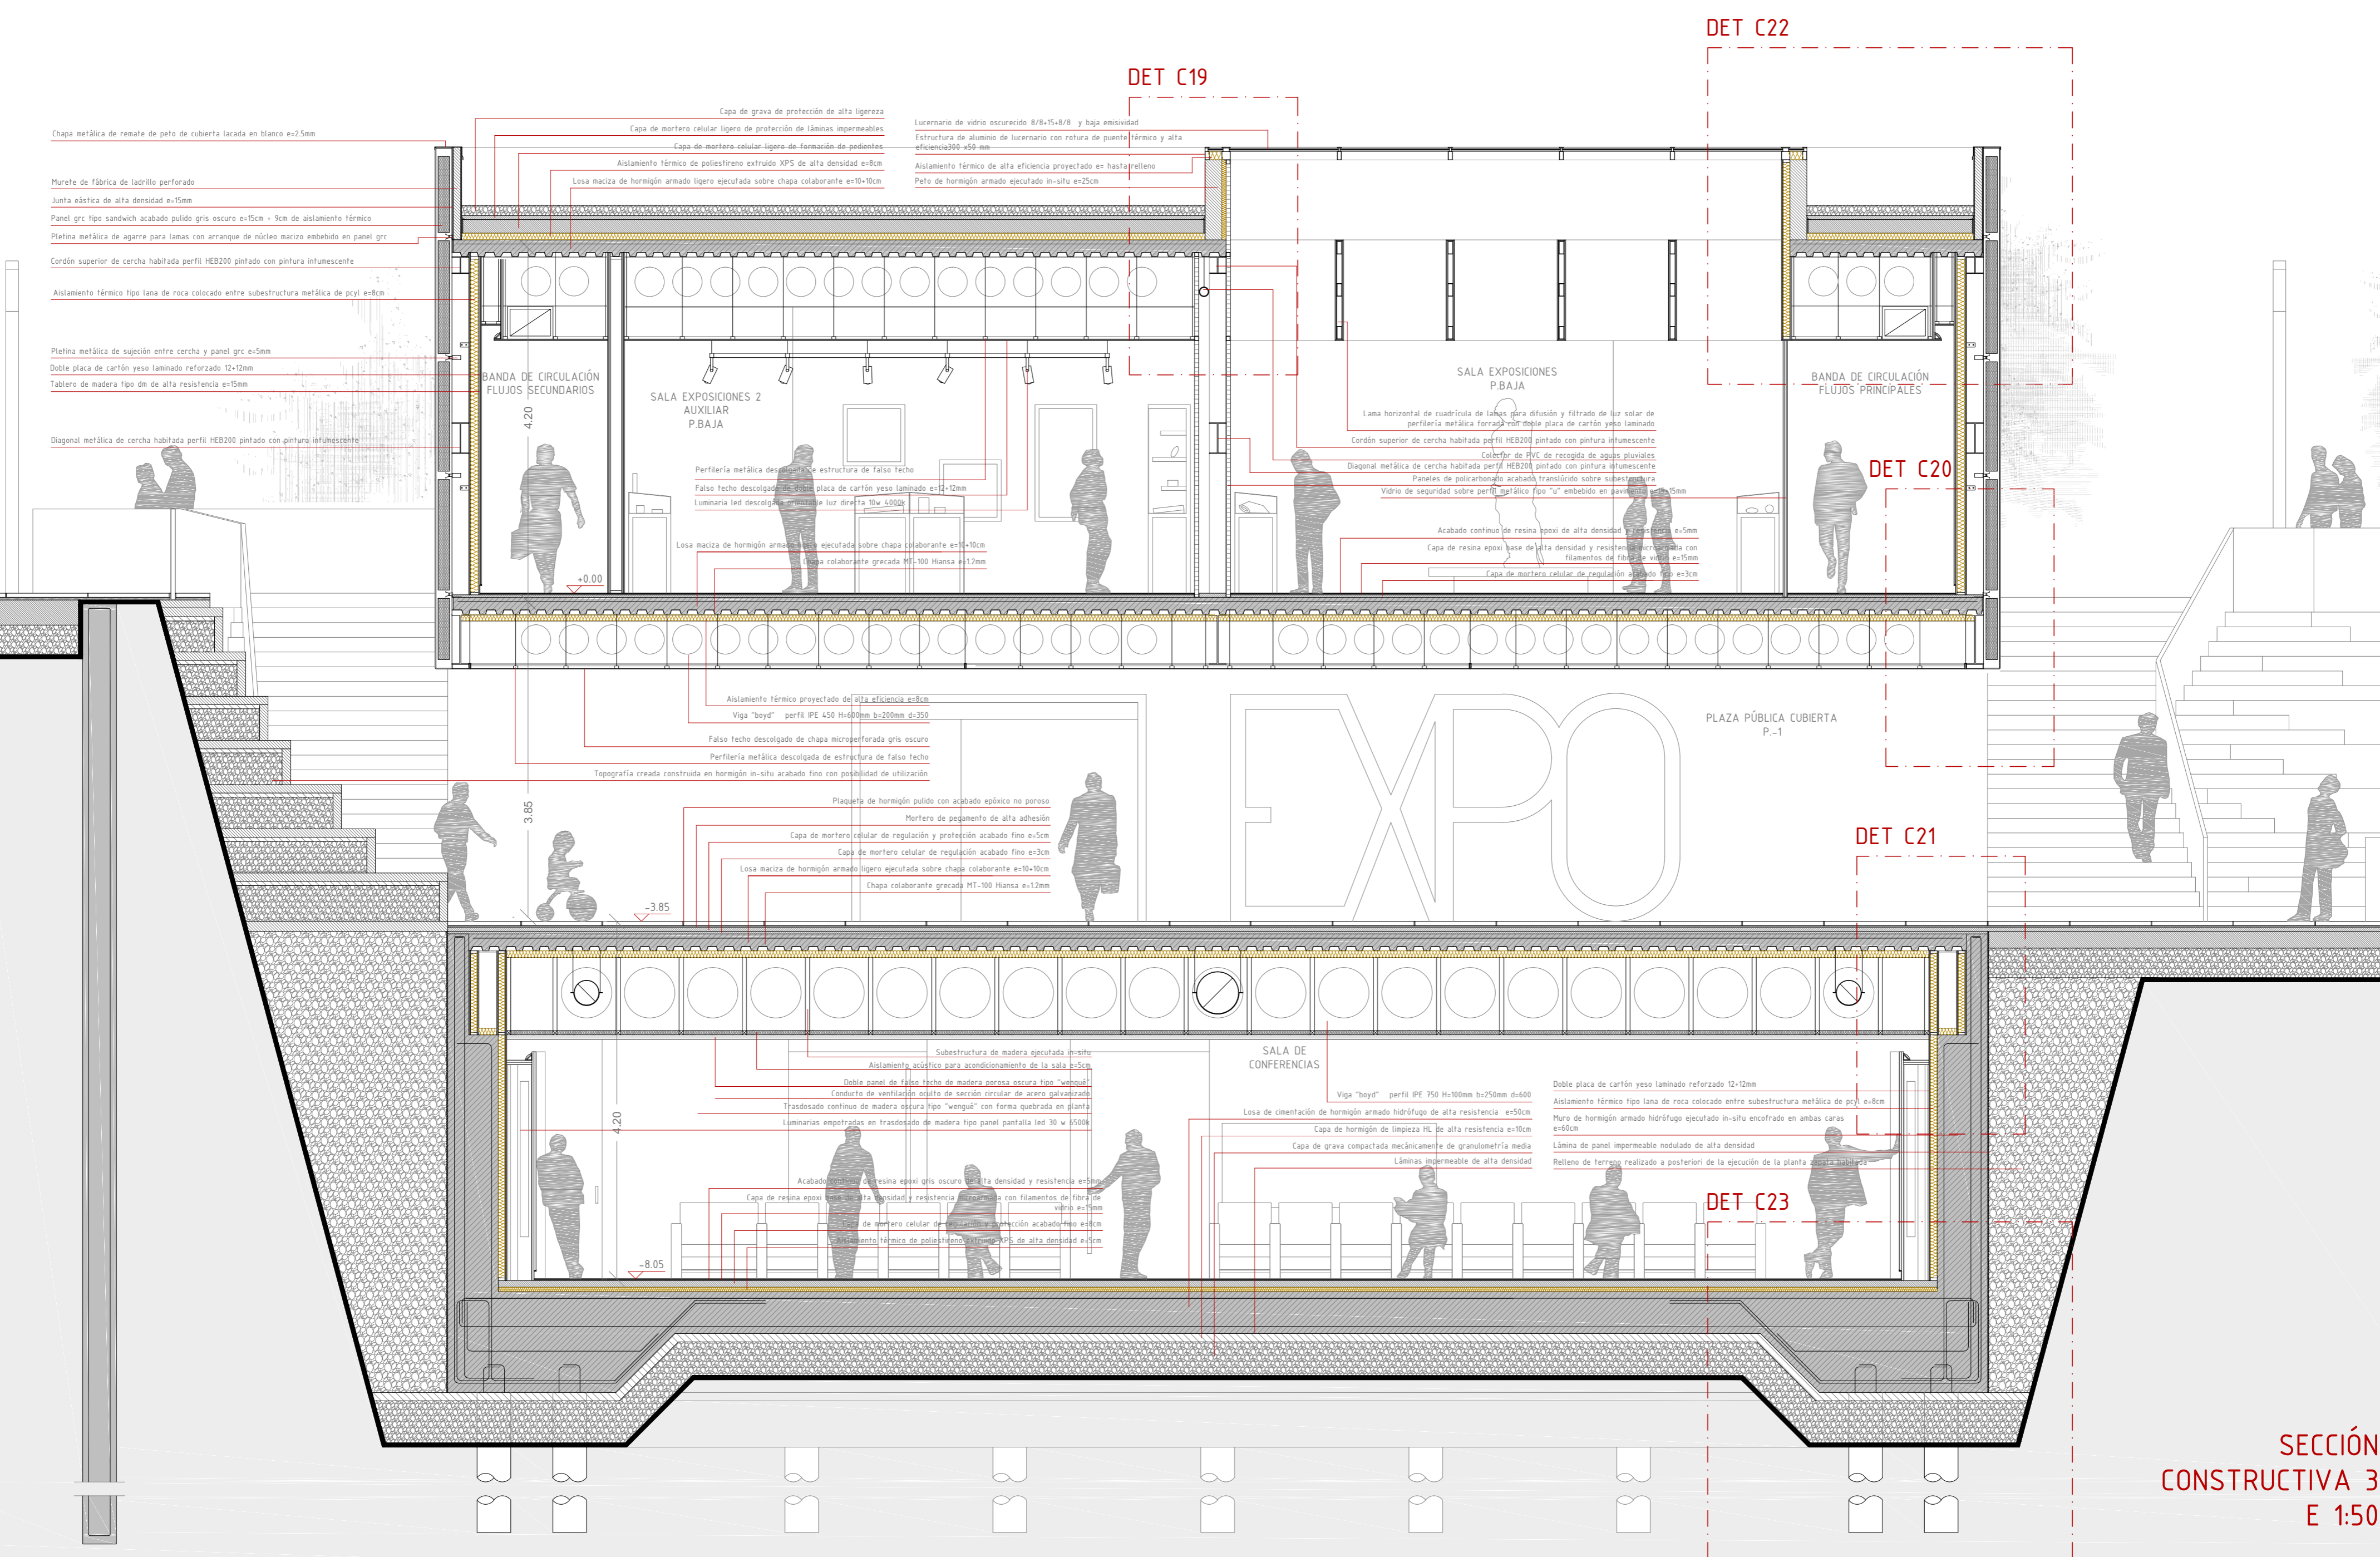 DET C22
DET C19
Capa de grava de protección de alta ligereza
Capa de mortero celular ligero de protección de láminas impermeables
Capa de mortero celular ligero de formación de pedientes
Aislamiento térmico de poliestireno extruido XPS de alta densidad e=8cm
Losa maciza de hormigón armado ligero ejecutada sobre chapa colaborante e=10+10cm
Lucernario de vidrio oscurecido 8/8+15+8/8 y baja emisividad
Estructura de aluminio de lucernario con rotura de puente térmico y alta
eficiencia300 x50 mm
Aislamiento térmico de alta eficiencia proyectado e= hasta relleno
Peto de hormigón armado ejecutado in-situ e=25cm
Chapa metálica de remate de peto de cubierta lacada en blanco e=2.5mm
Murete de fábrica de ladrillo perforado
Junta eástica de alta densidad e=15mm
Panel grc tipo sandwich acabado pulido gris oscuro e=15cm + 9cm de aislamiento térmico
Pletina metálica de agarre para lamas con arranque de núcleo macizo embebido en panel grc
Cordón superior de cercha habitada perfil HEB200 pintado con pintura intumescente
Aislamiento térmico tipo lana de roca colocado entre subestructura metálica de pcyl e=8cm
Pletina metálica de sujeción entre cercha y panel grc e=5mm
Doble placa de cartón yeso laminado reforzado 12+12mm
Tablero de madera tipo dm de alta resistencia e=15mm
Diagonal metálica de cercha habitada perfil HEB200 pintado con pintura intumescente
BANDA DE CIRCULACIÓN
FLUJOS SECUNDARIOS
4.20
SALA EXPOSICIONES 2
AUXILIAR
P.BAJA
SALA EXPOSICIONES
P.BAJA
BANDA DE CIRCULACIÓN
FLUJOS PRINCIPALES
DET C20
Lama horizontal de cuadrícula de lamas para difusión y filtrado de luz solar de
perfilería metálica forrada con doble placa de cartón yeso laminado
Cordón superior de cercha habitada perfil HEB200 pintado con pintura intumescente
Colector de PVC de recogida de aguas pluviales
Diagonal metálica de cercha habitada perfil HEB200 pintado con pintura intumescente
Paneles de policarbonado acabado translúcido sobre subestructura
Vidrio de seguridad sobre perfil metálico tipo "u" embebido en pavimento e=15+15mm
Perfilería metálica descolgada de estructura de falso techo
Falso techo descolgado de doble placa de cartón yeso laminado e=12+12mm
Luminaria led descolgada orientable luz directa 10w 4000k
Losa maciza de hormigón armado ligero ejecutada sobre chapa colaborante e=10+10cm
Chapa colaborante grecada MT-100 Hiansa e=1.2mm
Acabado continuo de resina epoxi de alta densidad y resistencia e=5mm
Capa de resina epoxi base de alta densidad y resistencia microarmada con
filamentos de fibra de vidrio e=15mm
Capa de mortero celular de regulación acabado fino e=3cm
+0.00
Aislamiento térmico proyectado de alta eficiencia e=8cm
Viga "boyd" perfil IPE 450 H=600mm b=200mm d=350
Falso techo descolgado de chapa microperforada gris oscuro
Perfilería metálica descolgada de estructura de falso techo
Topografía creada construida en hormigón in-situ acabado fino con posibilidad de utilización
EXPO
PLAZA PÚBLICA CUBIERTA
P.-1
3.85
Plaqueta de hormigón pulido con acabado epóxico no poroso
Mortero de pegamento de alta adhesión
Capa de mortero celular de regulación y protección acabado fino e=5cm
Capa de mortero celular de regulación acabado fino e=3cm
Losa maciza de hormigón armado ligero ejecutada sobre chapa colaborante e=10+10cm
Chapa colaborante grecada MT-100 Hiansa e=1.2mm
-3.85
DET C21
SALA DE
CONFERENCIAS
4.20
Subestructura de madera ejecutada in-situ
Aislamiento acústico para acondicionamiento de la sala e=5cm
Doble panel de falso techo de madera porosa oscura tipo "wengué"
Conducto de ventilación oculto de sección circular de acero galvanizado
Trasdosado continuo de madera oscura tipo "wengué" con forma quebrada en planta
Luminarias empotradas en trasdosado de madera tipo panel pantalla led 30 w 6500k
Viga "boyd" perfil IPE 750 H=100mm b=250mm d=600
Losa de cimentación de hormigón armado hidrófugo de alta resistencia e=50cm
Capa de hormigón de limpieza HL de alta resistencia e=10cm
Capa de grava compactada mecánicamente de granulometría media
Láminas impermeable de alta densidad
Doble placa de cartón yeso laminado reforzado 12+12mm
Aislamiento térmico tipo lana de roca colocado entre subestructura metálica de pcyl e=8cm
Muro de hormigón armado hidrófugo ejecutado in-situ encofrado en ambas caras
e=60cm
Lámina de panel impermeable nodulado de alta densidad
Relleno de terreno realizado a posteriori de la ejecución de la planta zapata habitada
Acabado continuo de resina epoxi gris oscuro de alta densidad y resistencia e=5mm
Capa de resina epoxi base de alta densidad y resistencia microarmada con filamentos de fibra de
vidrio e=15mm
Capa de mortero celular de regulación y protección acabado fino e=8cm
Aislamiento térmico de poliestireno extruido XPS de alta densidad e=5cm
DET C23
-8.05
SECCIÓN
CONSTRUCTIVA 3
E 1:50